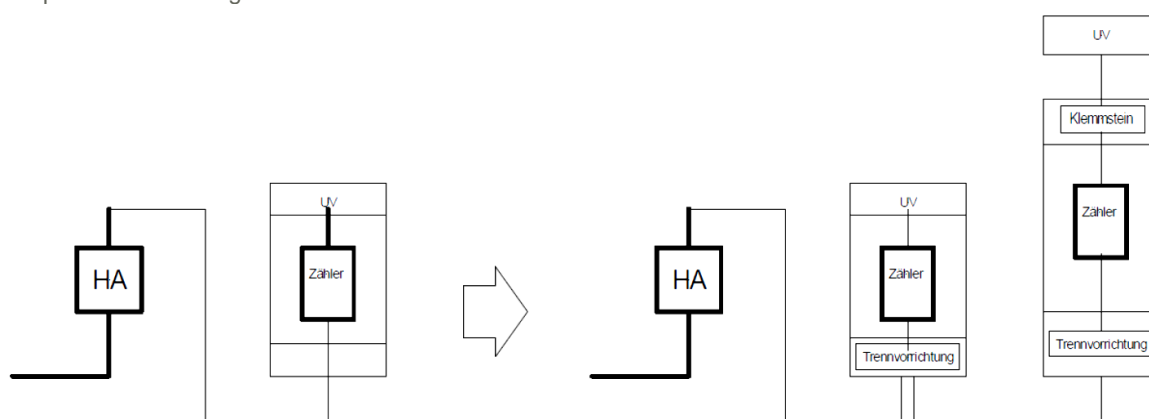 UV
Klemmstein
Zähler
Trennvorrichtung
HA
UV
Zähler
HA
UV
Zähler
Trennvorrichtung